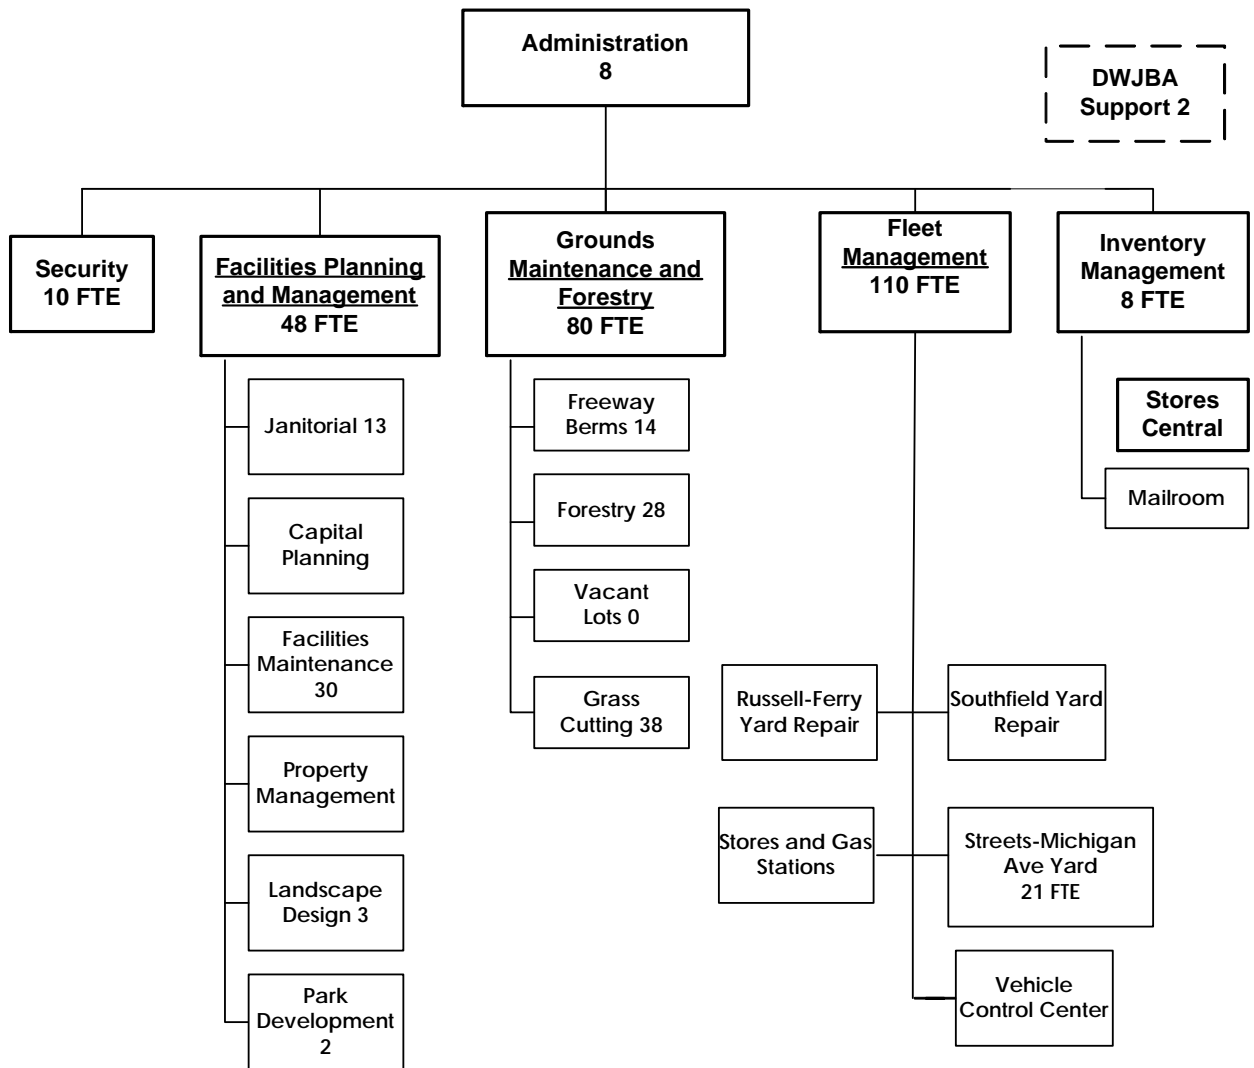 Administration
8
DWJBA
Support 2
Security
10 FTE
Facilities Planning
and Management
48 FTE
Grounds
Maintenance and
Forestry
80 FTE
Fleet
Management
110 FTE
Inventory
Management
8 FTE
Janitorial 13
Capital
Planning
Facilities
Maintenance
30
Property
Management
Landscape
Design 3
Park
Development
2
Freeway
Berms 14
Forestry 28
Vacant
Lots 0
Grass
Cutting 38
Russell-Ferry
Yard Repair
Southfield Yard
Repair
Stores and Gas
Stations
Streets-Michigan
Ave Yard
21 FTE
Vehicle
Control Center
Stores
Central
Mailroom